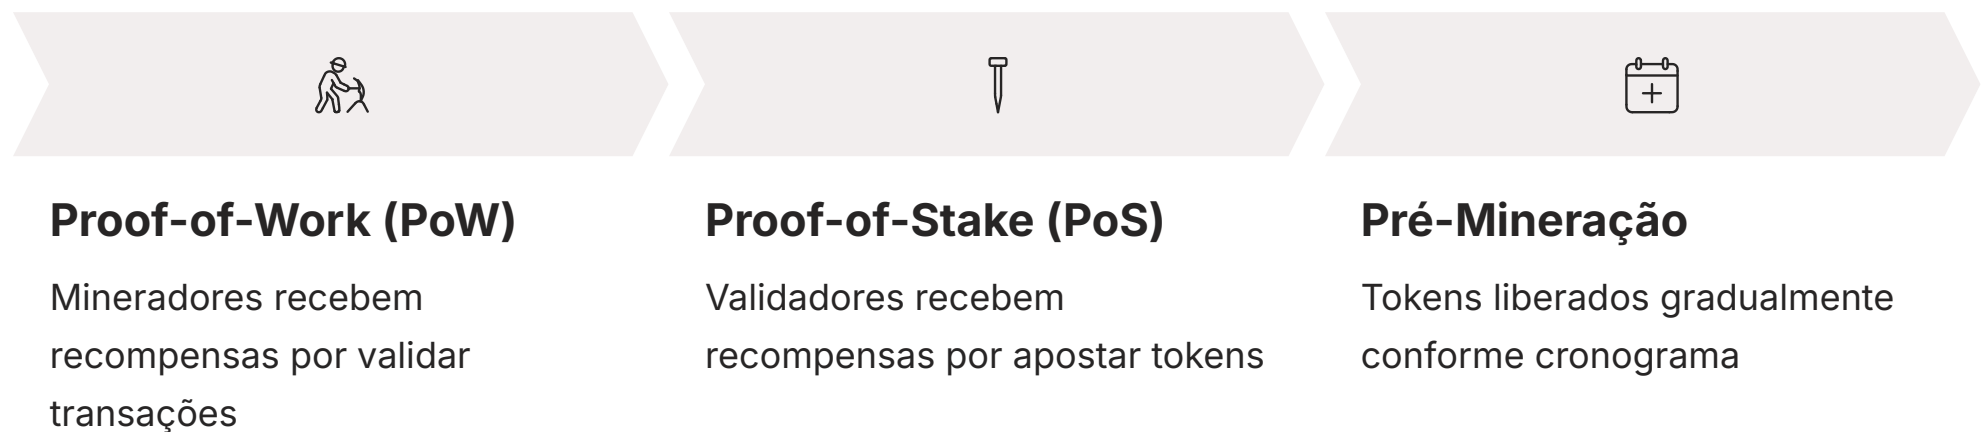 Proof-of-Work (PoW)
Mineradores recebem
recompensas por validar
transações
Proof-of-Stake (PoS)
Validadores recebem
recompensas por apostar tokens
Pré-Mineração
Tokens liberados gradualmente
conforme cronograma